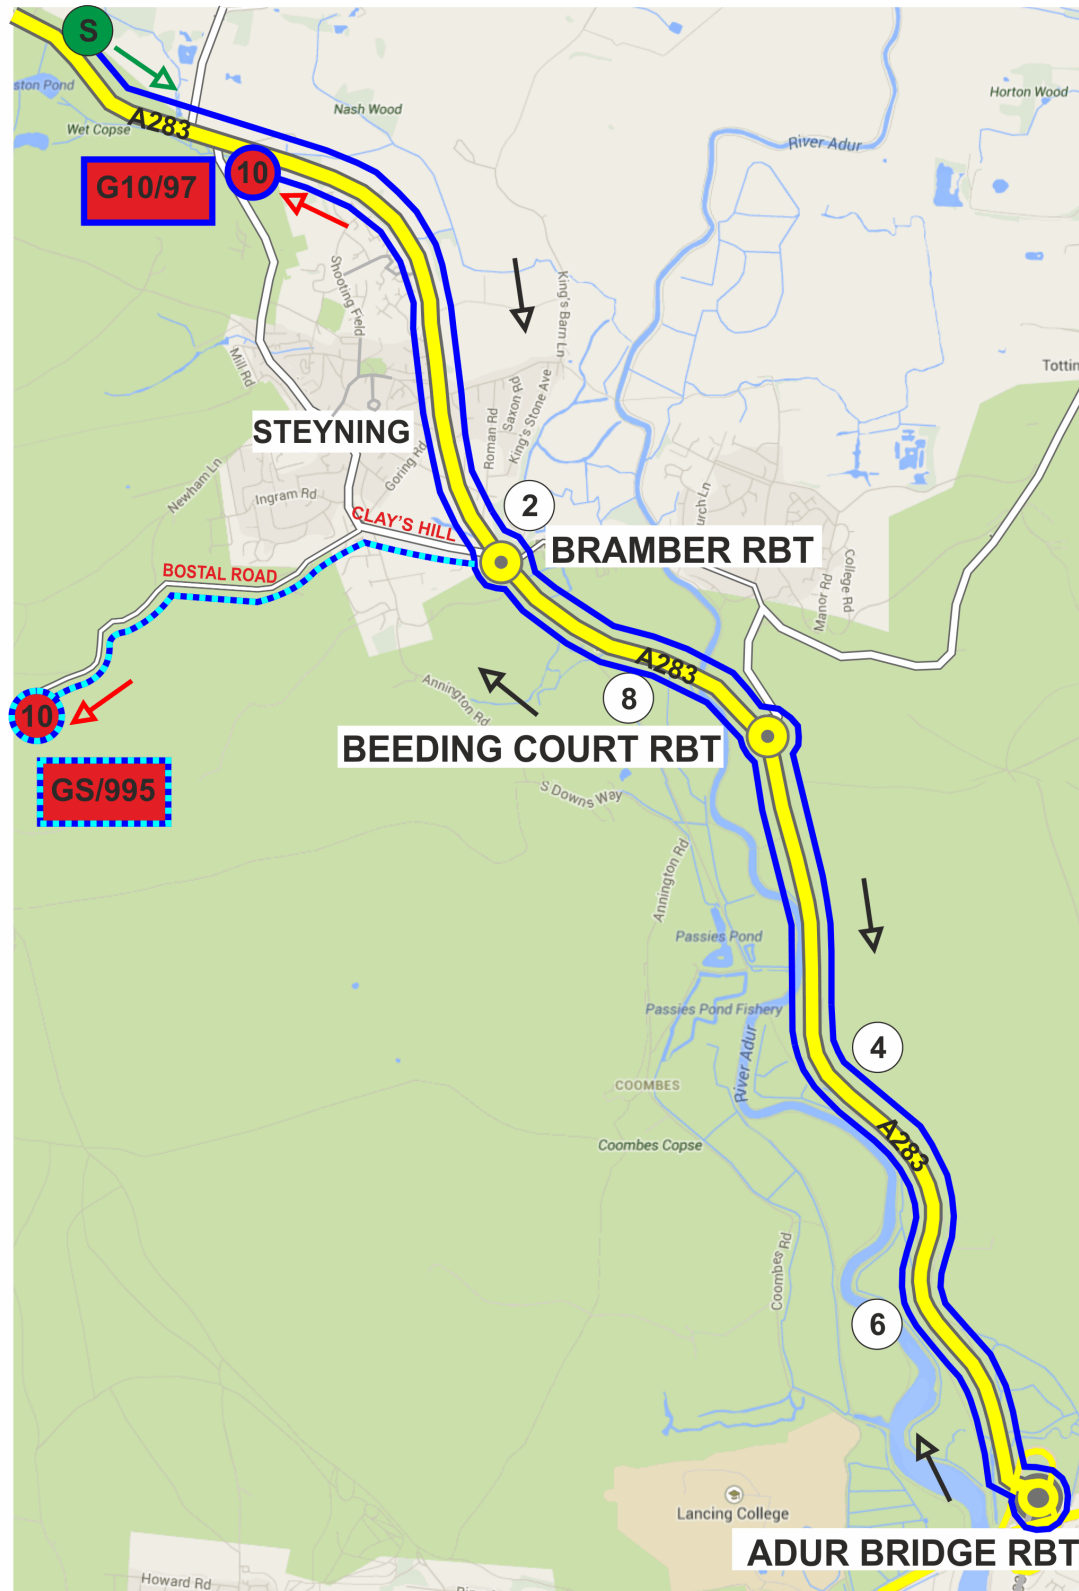 S
ston Pond
Nash Wood
Horton Wood
A283
Wet Copse
River Adur
10
G10/97
Shooting Field
King's Barn Ln
Mill Rd
Tottin
Saxon Rd
King's Stone Ave
Roman Rd
STEYNING
Goring Rd
Newham Ln
Ingram Rd
2
urch Ln
CLAY'S HILL
BRAMBER RBT
BOSTAL ROAD
College Rd
Manor Rd
A283
Annington Rd
8
10
BEEDING COURT RBT
GS/995
S Downs Way
Annington Rd
Passies Pond
Passies Pond Fishery
4
River Adur
COOMBES
A283
Coombes Copse
Coombes Rd
6
Lancing College
ADUR BRIDGE RBT
Howard Rd